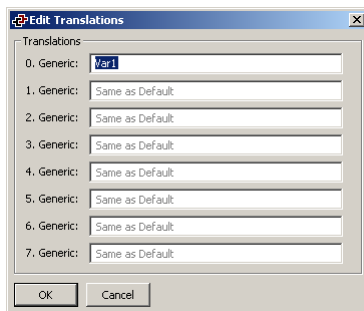 Edit Translations
Translations
0. Generic: Var1
1. Generic: Same as Default
2. Generic: Same as Default
3. Generic: Same as Default
4. Generic: Same as Default
5. Generic: Same as Default
6. Generic: Same as Default
7. Generic: Same as Default
OK Cancel